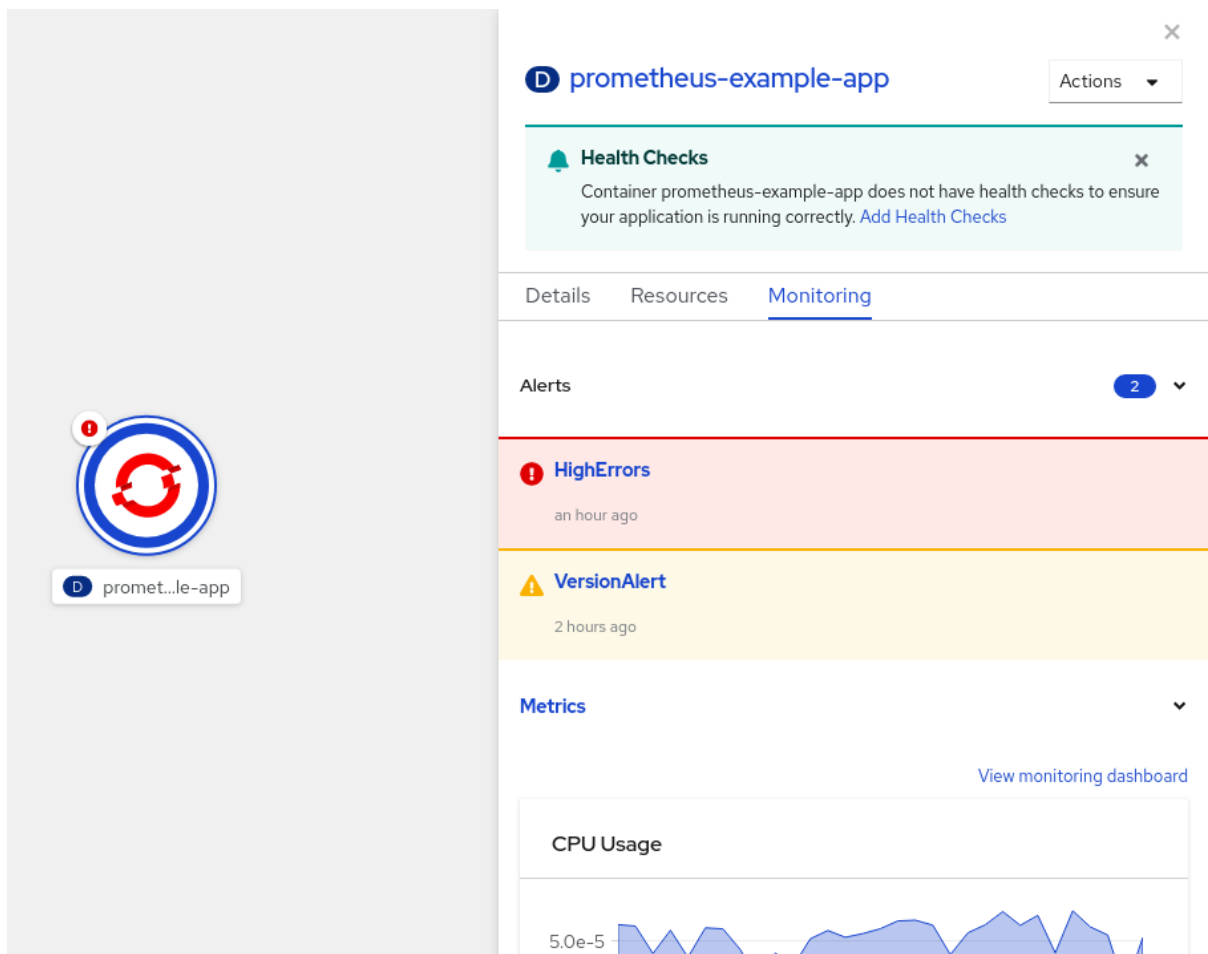 D prometheus-example-app
Actions
Health Checks
Container prometheus-example-app does not have health checks to ensure
your application is running correctly. Add Health Checks
Details Resources Monitoring
Alerts
2
HighErrors
an hour ago
VersionAlert
2 hours ago
D promet...le-app
Metrics
View monitoring dashboard
CPU Usage
5.0e-5